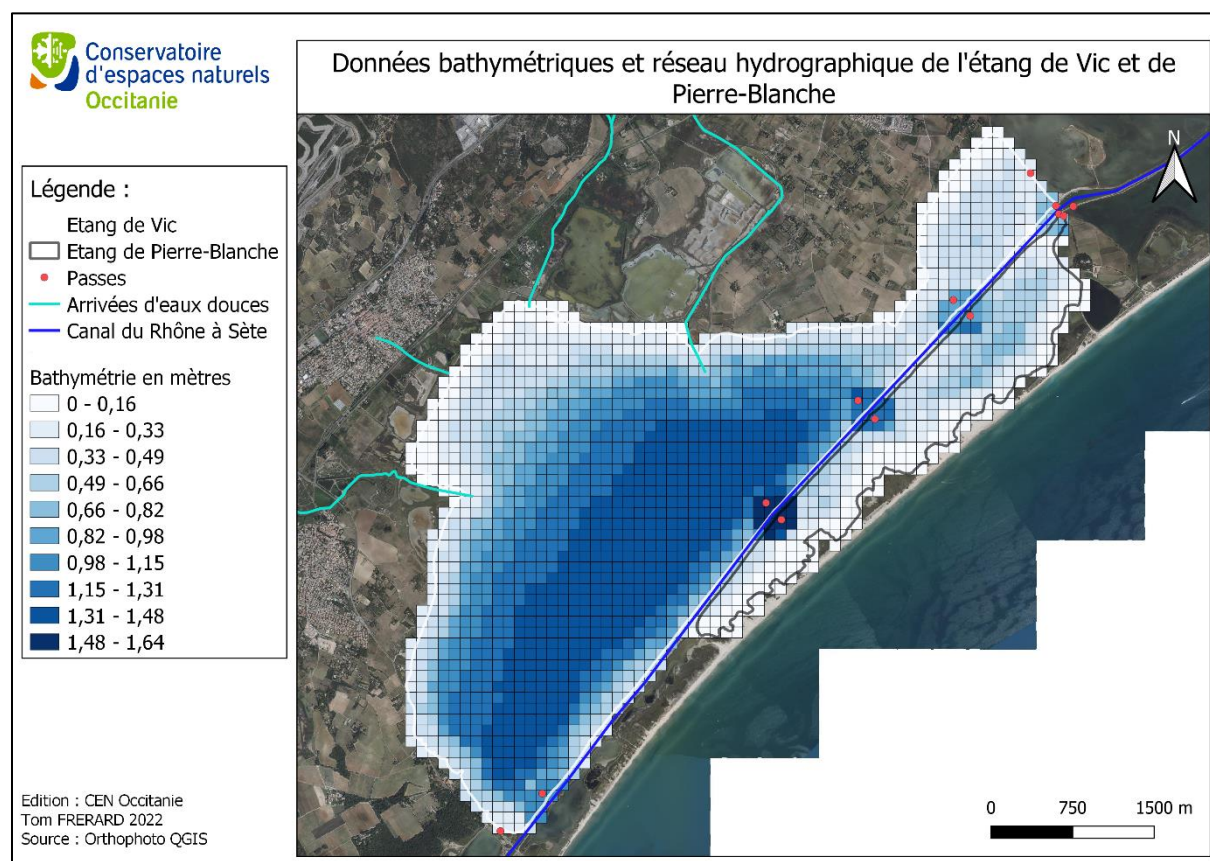 Conservatoire
d'espaces naturels
Occitanie
Données bathymétriques et réseau hydrographique de l'étang de Vic et de
Pierre-Blanche
N
Légende :
Etang de Vic
Etang de Pierre-Blanche
Passes
Arrivées d'eaux douces
Canal du Rhône à Sète
Bathymétrie en mètres
0 - 0,16
0,16 - 0,33
0,33 - 0,49
0,49 - 0,66
0,66 - 0,82
0,82 - 0,98
0,98 - 1,15
1,15 - 1,31
1,31 - 1,48
1,48 - 1,64
Edition : CEN Occitanie
Tom FRERARD 2022
Source : Orthophoto QGIS
0 750 1500 m